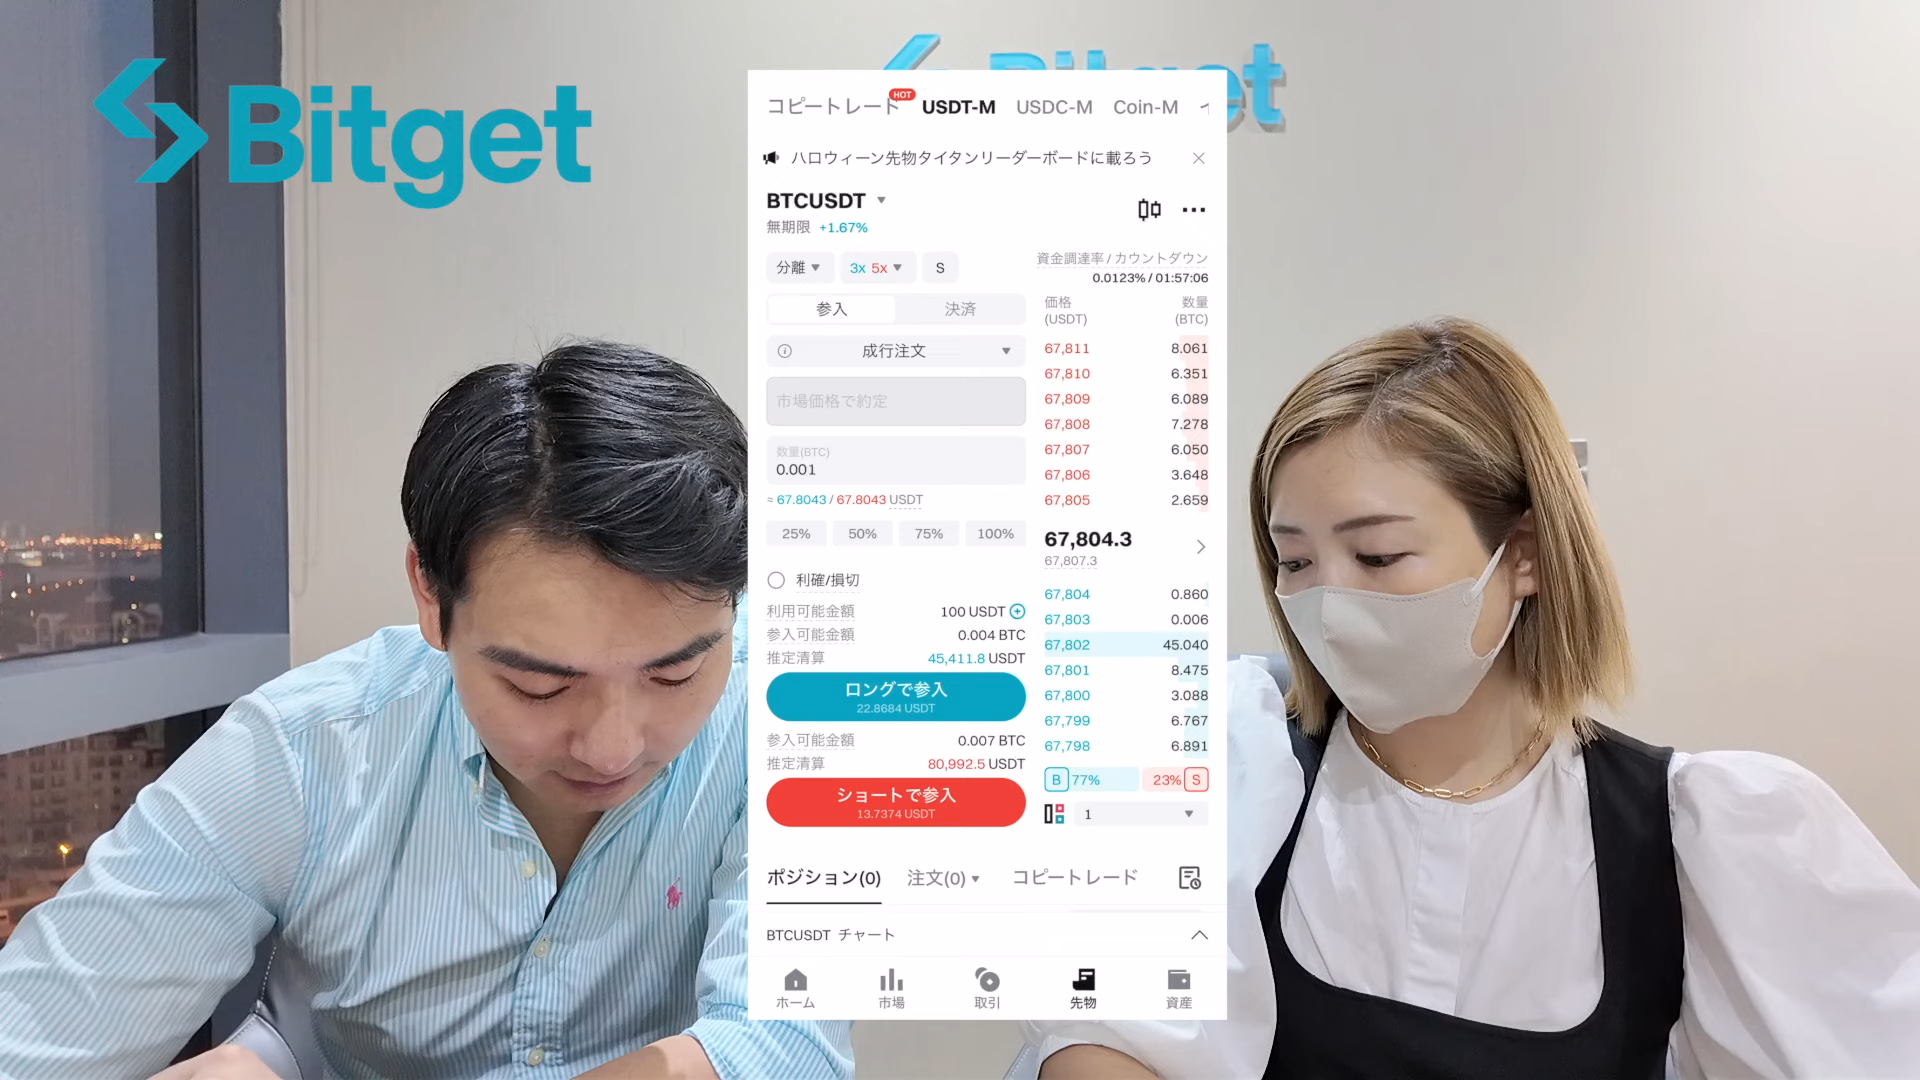 Bitget
Bitget
コピートレード HOT USDT-M USDC-M Coin-M
ハロウィーン先物タイタンリーダーボードに載ろう
BTCUSDT
無期限 +1.67%
分離 3x 5x S
資金調達率 / カウントダウン
0.0123% / 01:57:06
参入 決済
価格 数量
(USDT) (BTC)
成行注文
市場価格で約定
数量(BTC)
0.001
≈ 67.8043 / 67.8043 USDT
25% 50% 75% 100%
67,811 8.061
67,810 6.351
67,809 6.089
67,808 7.278
67,807 6.050
67,806 3.648
67,805 2.659
67,804.3
67,807.3
67,804 0.860
67,803 0.006
67,802 45.040
67,801 8.475
67,800 3.088
67,799 6.767
67,798 6.891
B 77% 23% S
1
利確/損切
利用可能金額 100 USDT
参入可能金額 0.004 BTC
推定清算 45,411.8 USDT
ロングで参入
22.8684 USDT
参入可能金額 0.007 BTC
推定清算 80,992.5 USDT
ショートで参入
13.7374 USDT
ポジション(0) 注文(0) コピートレード
BTCUSDT チャート
ホーム 市場 取引 先物 資産